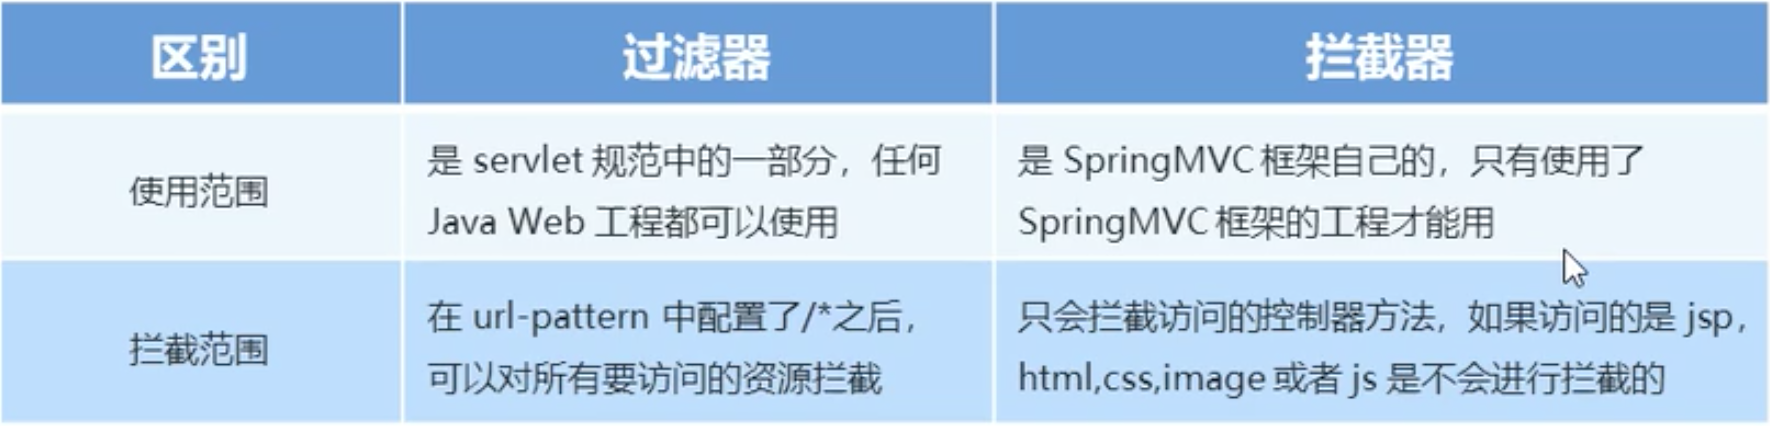 区别
过滤器
拦截器
使用范围
是 servlet 规范中的一部分，任何
Java Web 工程都可以使用
是 SpringMVC 框架自己的，只有使用了
SpringMVC 框架的工程才能用
拦截范围
在 url-pattern 中配置了/*之后，
可以对所有要访问的资源拦截
只会拦截访问的控制器方法，如果访问的是 jsp，
html,css,image 或者 js 是不会进行拦截的